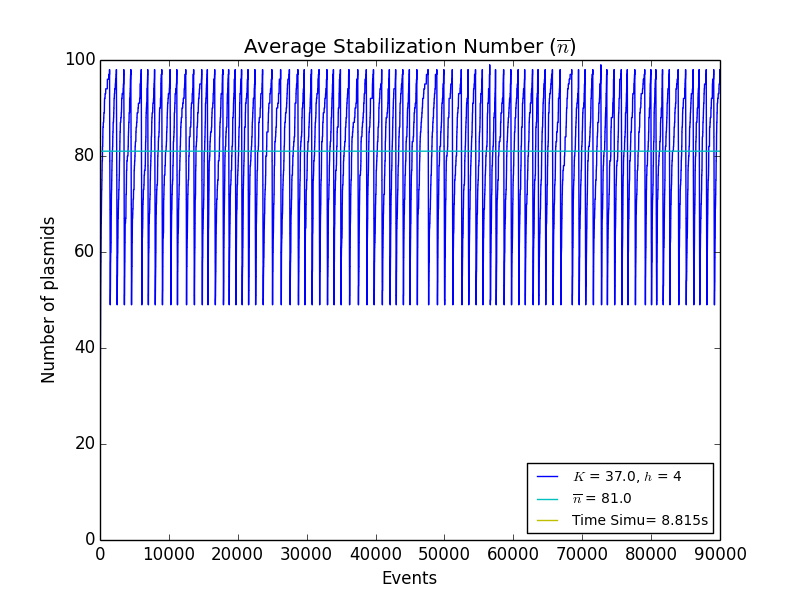 Average Stabilization Number (n̅)
100
80
60
40
20
0
Number of plasmids
0 10000 20000 30000 40000 50000 60000 70000 80000 90000
Events
K = 37.0, h = 4
n̅ = 81.0
Time Simu= 8.815s